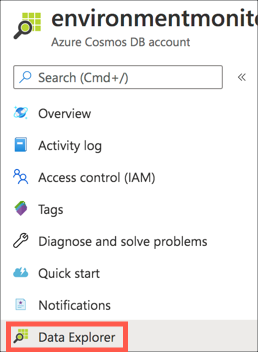 environmentmonito
Azure Cosmos DB account
Search (Cmd+/)
«
Overview
Activity log
Access control (IAM)
Tags
Diagnose and solve problems
Quick start
Notifications
Data Explorer